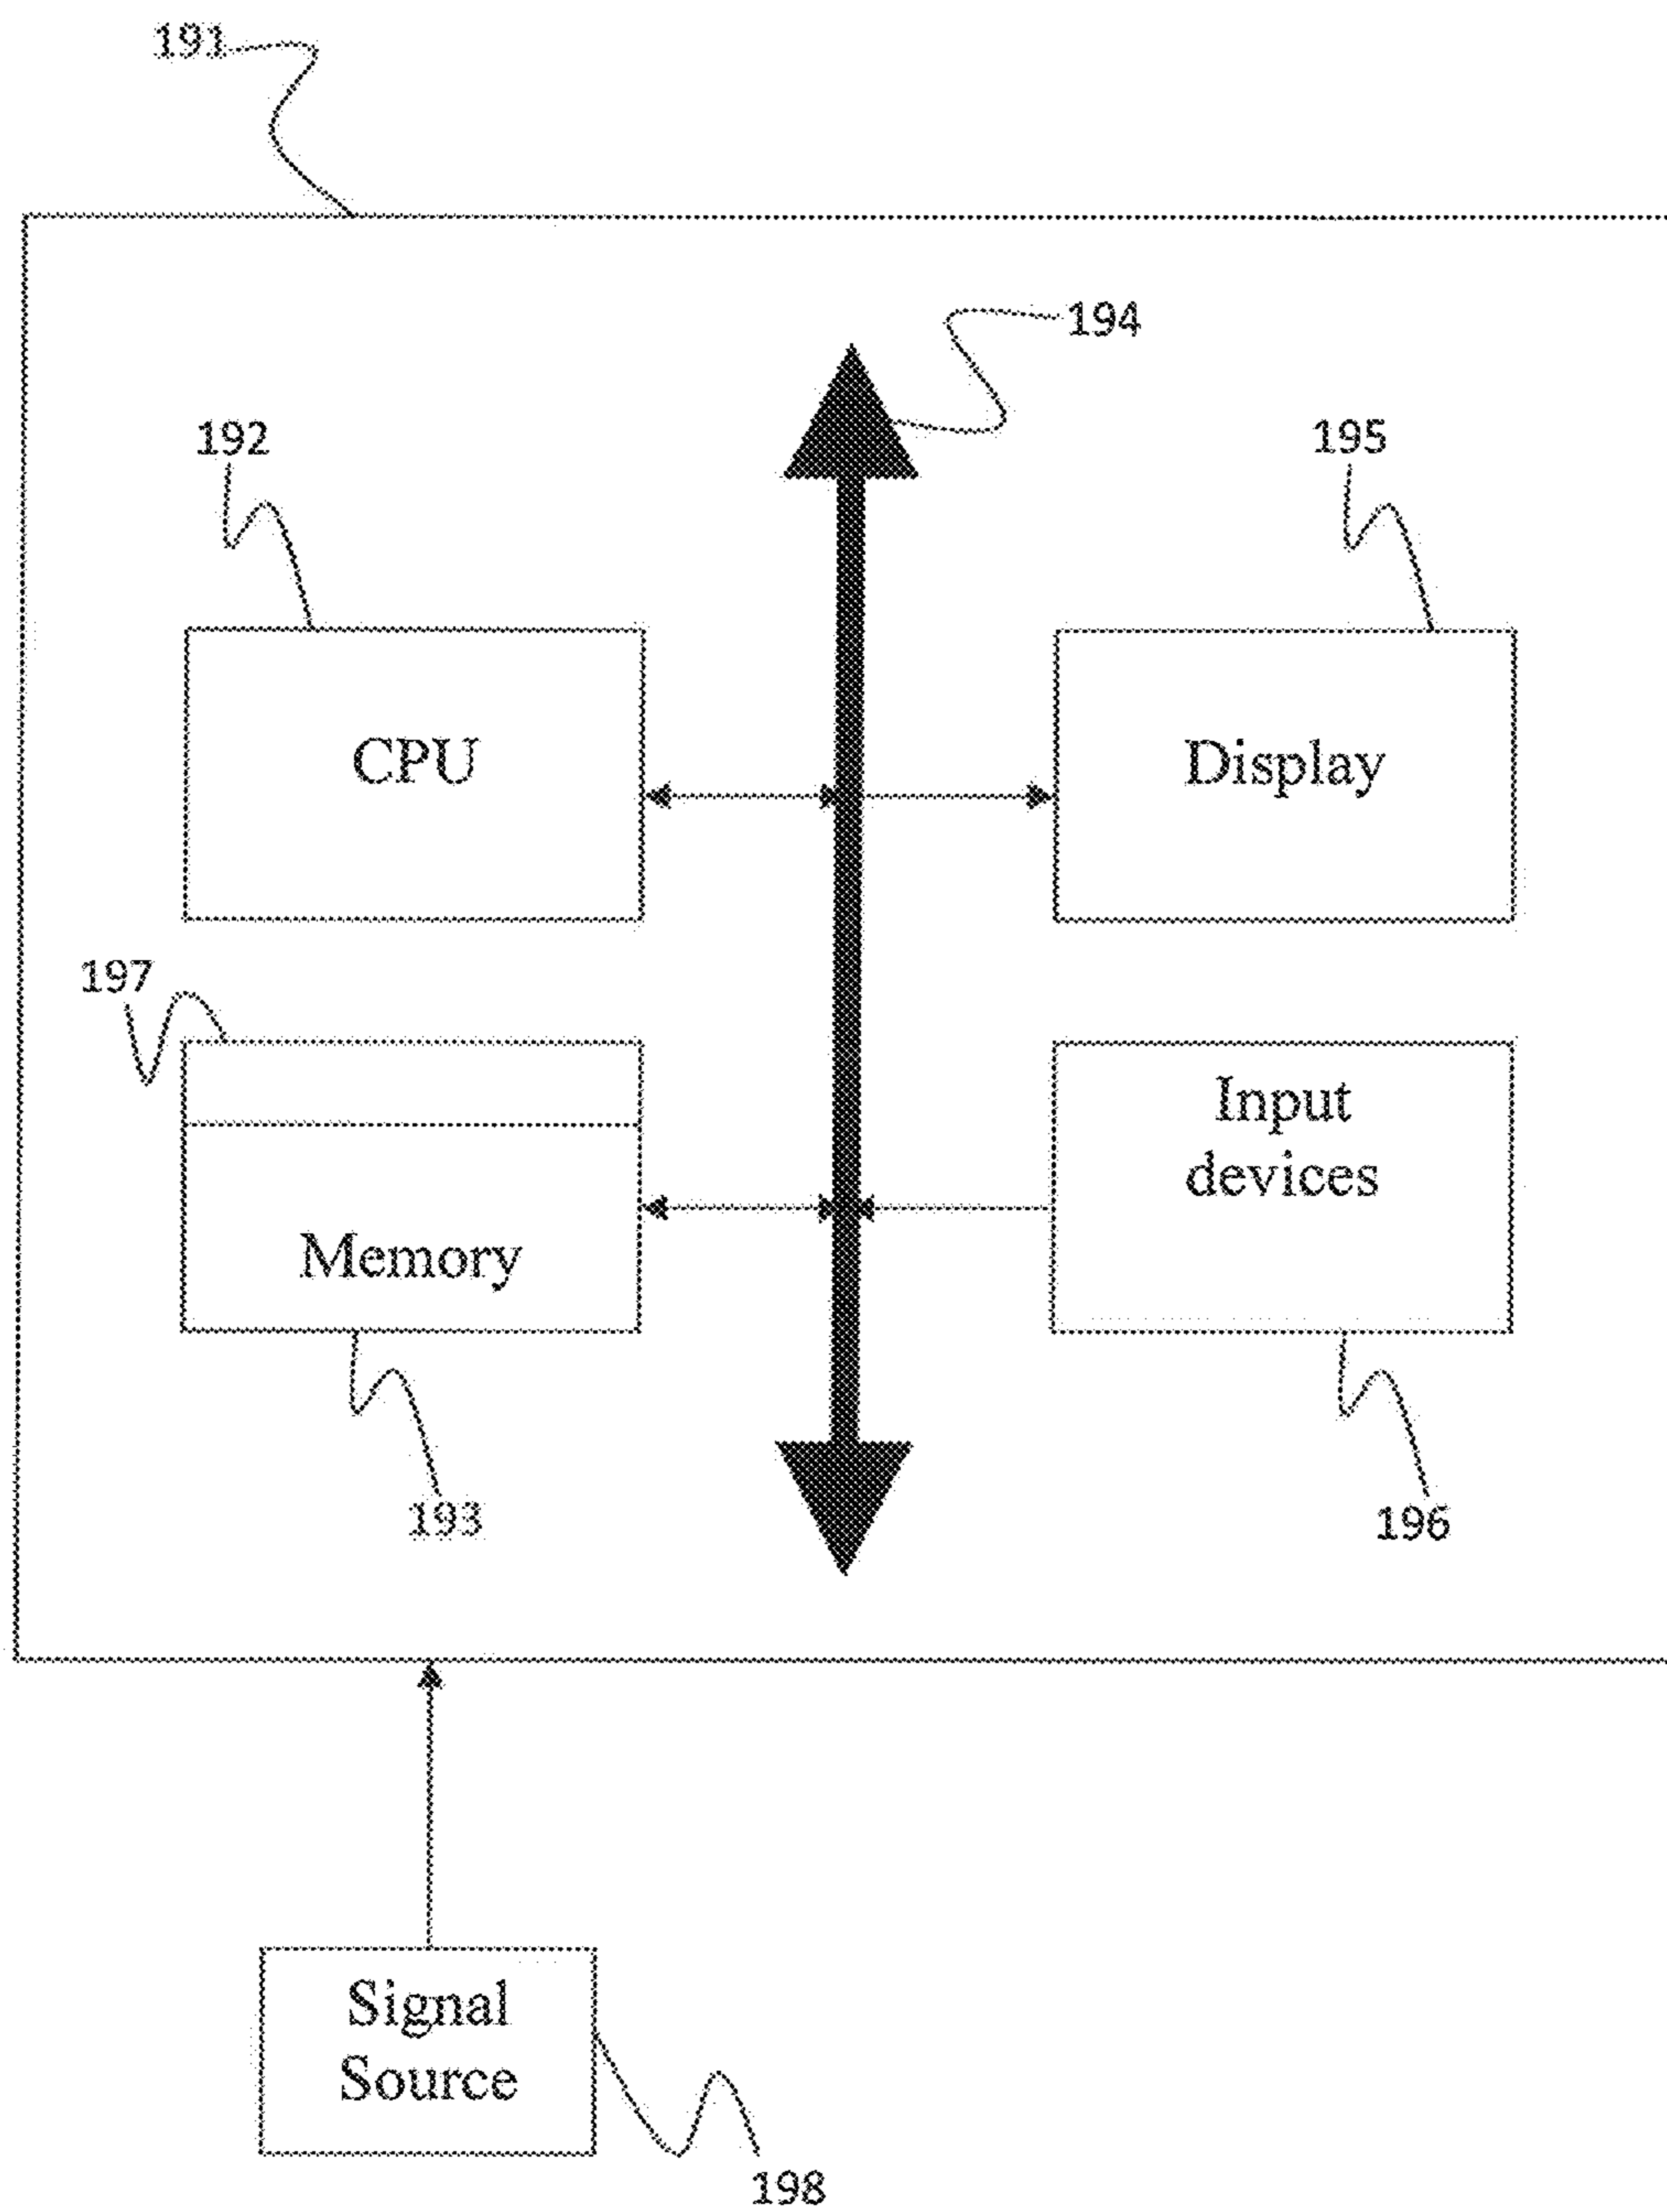 191
194
192
195
CPU
Display
197
Input
devices
Memory
193
196
Signal
Source
198